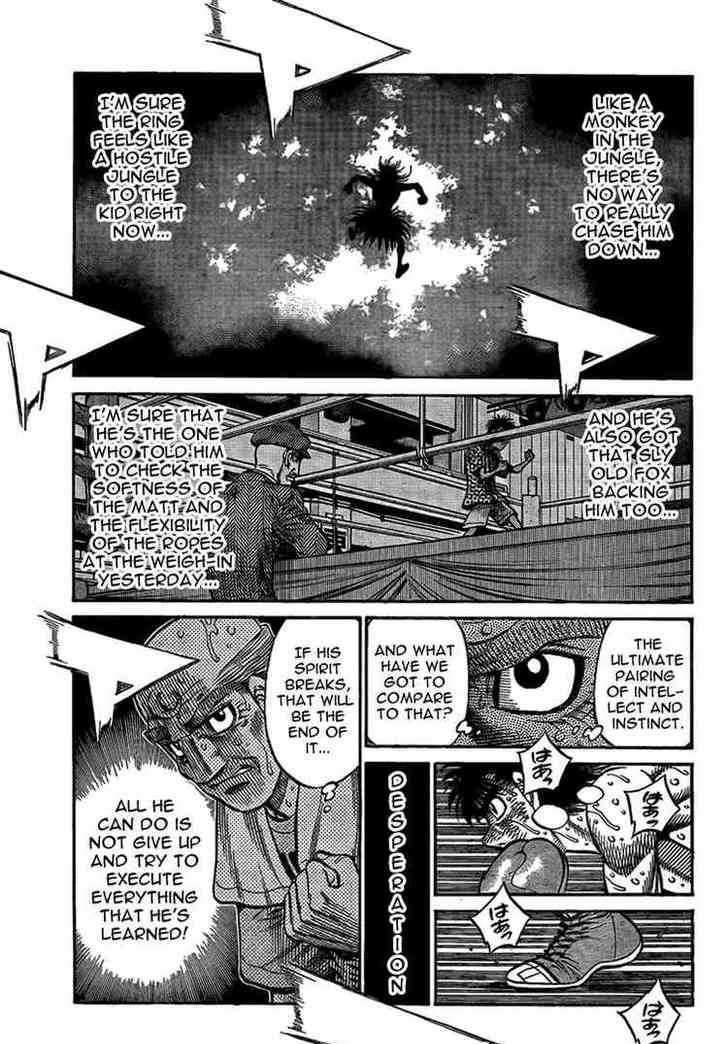 LIKE A
MONKEY
IN THE
JUNGLE,
THERE'S
NO WAY
TO REALLY
CHASE HIM
DOWN...
I'M SURE
THE RING
FEELS LIKE
A HOSTILE
JUNGLE
TO THE
KID RIGHT
NOW...
AND HE'S
ALSO GOT
THAT SLY
OLD FOX
BACKING
HIM TOO...
I'M SURE THAT
HE'S THE ONE
WHO TOLD HIM
TO CHECK THE
SOFTNESS OF
THE MATT AND
THE FLEXIBILITY
OF THE ROPES
AT THE WEIGH-IN
YESTERDAY...
THE
ULTIMATE
PAIRING
OF INTEL-
LECT AND
INSTINCT.
AND WHAT
HAVE WE
GOT TO
COMPARE
TO THAT?
はあっ
はあっ
はあっ
はあっ
DESPERATION
IF HIS
SPIRIT
BREAKS,
THAT WILL
BE THE
END OF
IT...
ALL HE
CAN DO IS
NOT GIVE UP
AND TRY TO
EXECUTE
EVERYTHING
THAT HE'S
LEARNED!